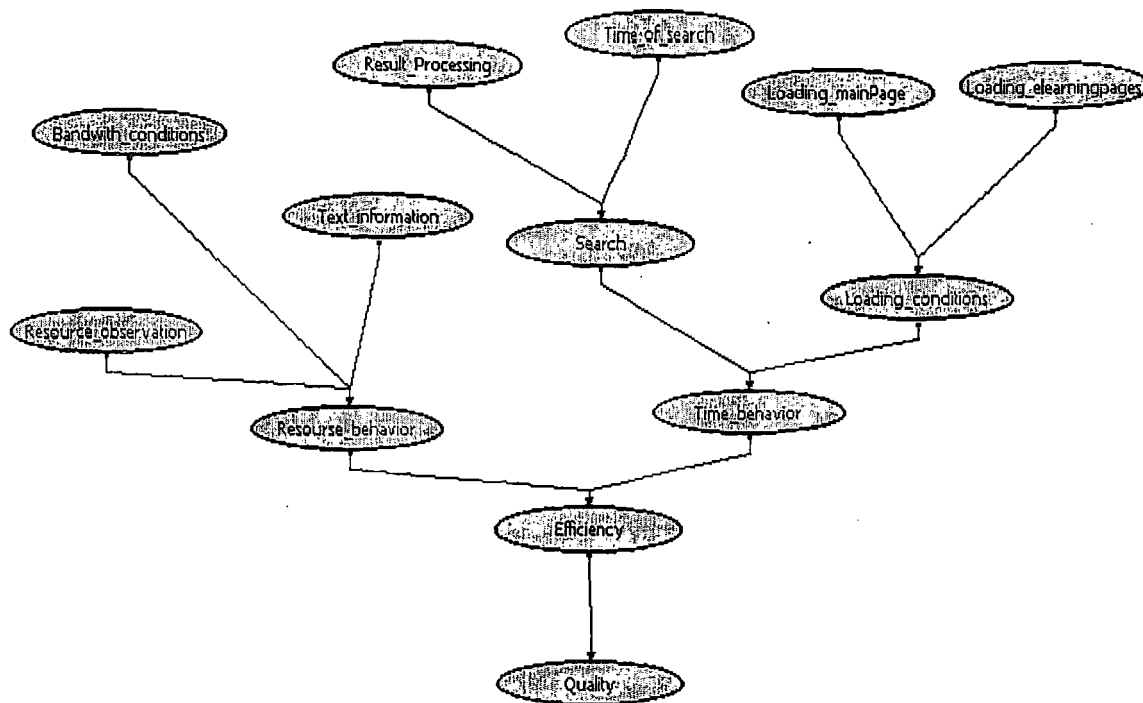 Time_of_search
Result_Processing
Loading_mainPage
Loading_elearningpages
Bandwith_conditions
Text_information
Search
Loading_conditions
Resource_observation
Time_behavior
Resourse_behavior
Efficiency
Quality